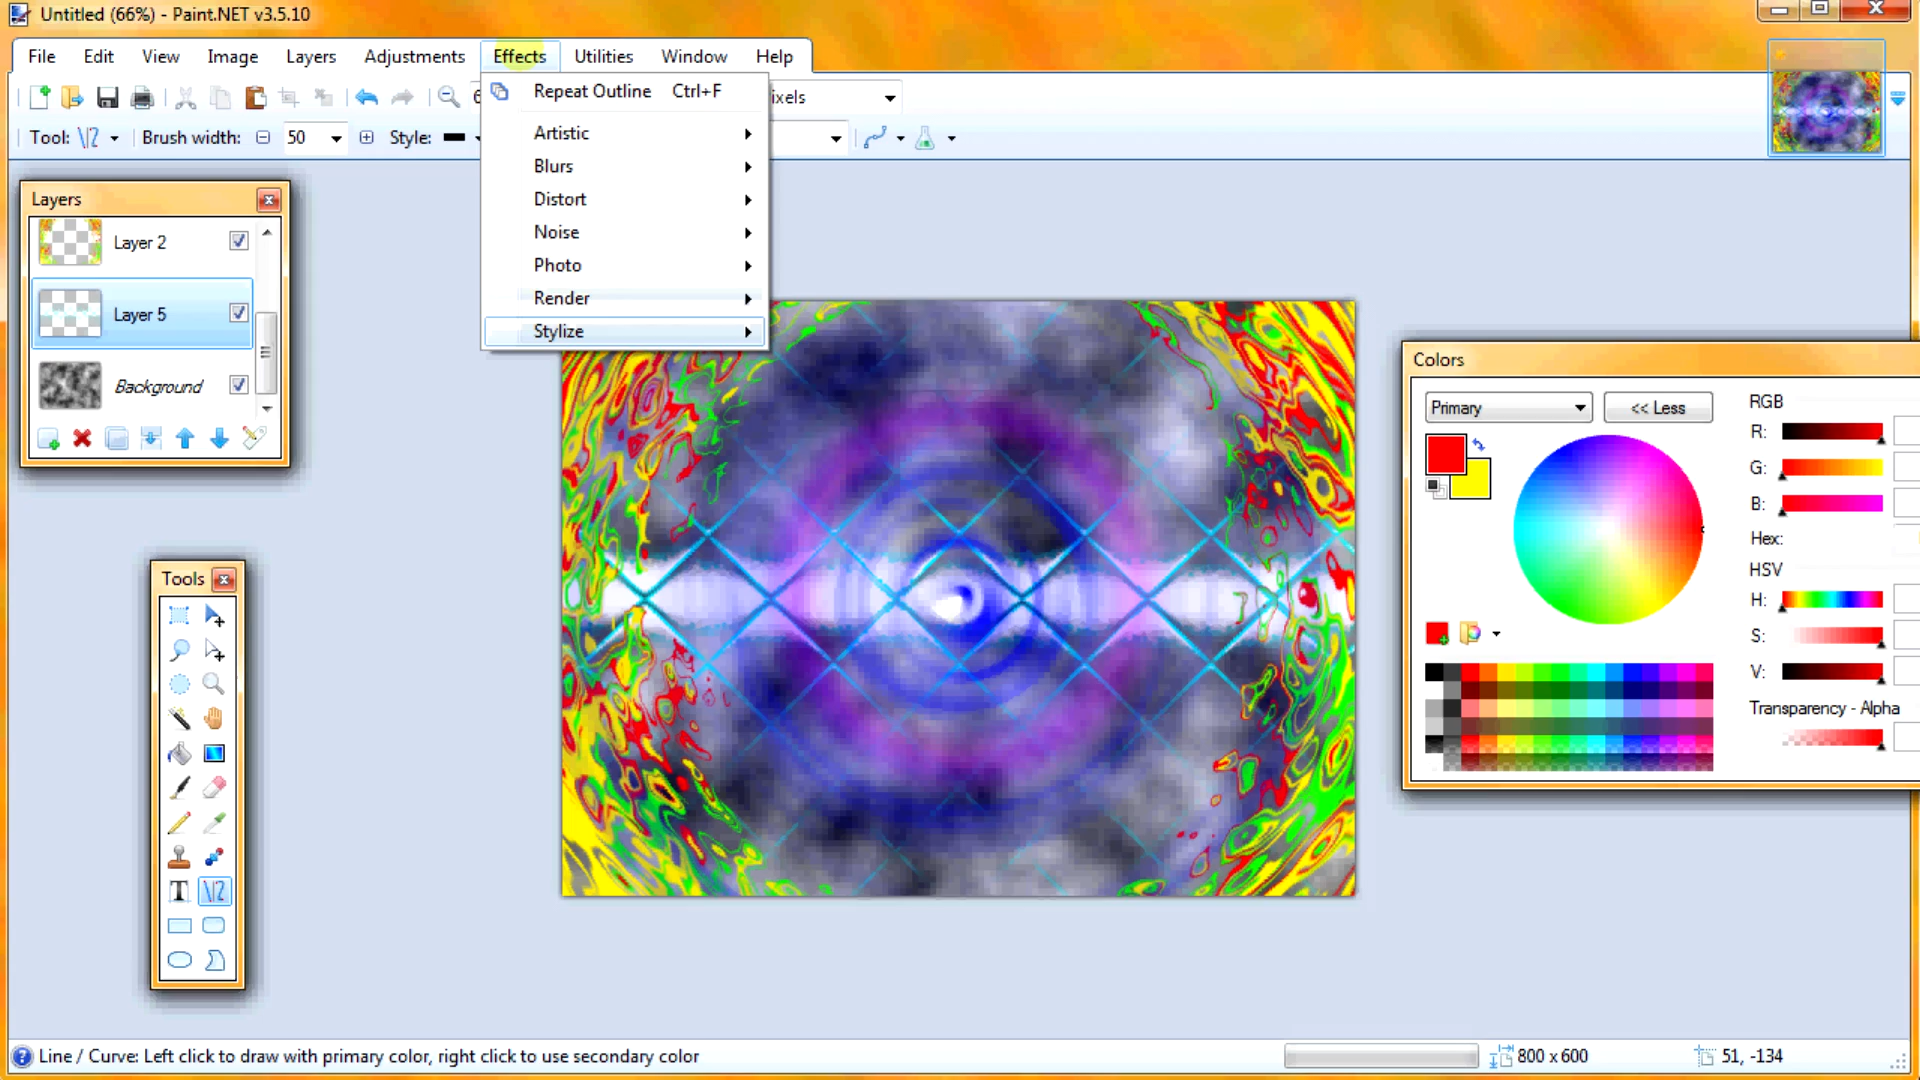 Untitled (66%) - Paint.NET v3.5.10
File Edit View Image Layers Adjustments Effects Utilities Window Help
6 ixels
Tool: Brush width: 50 Style:
Repeat Outline Ctrl+F
Artistic
Blurs
Distort
Noise
Photo
Render
Stylize
Layers
Layer 2
Layer 5
Background
Tools
Colors
Primary << Less
RGB
R:
G:
B:
Hex:
HSV
H:
S:
V:
Transparency - Alpha
Line / Curve: Left click to draw with primary color, right click to use secondary color
800 x 600
51, -134